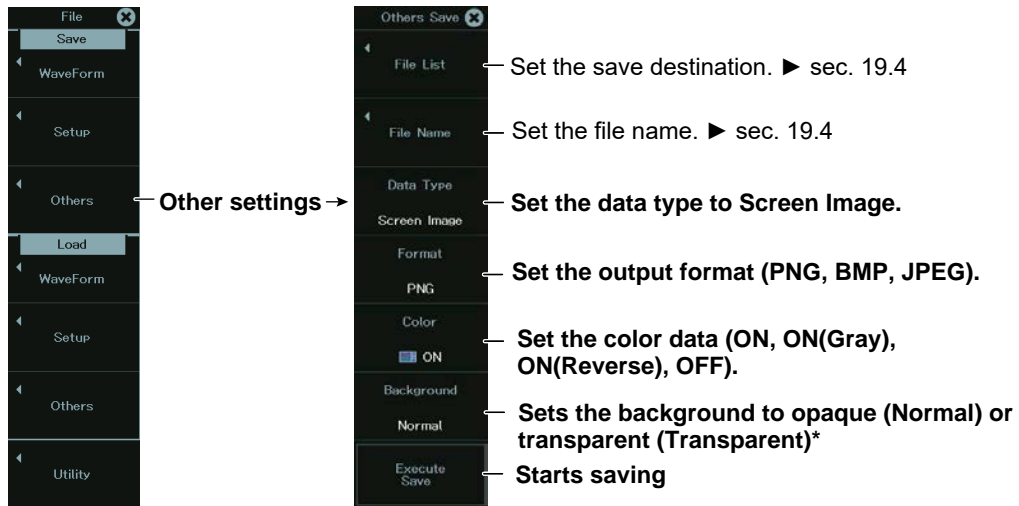 File
Save
WaveForm
Setup
Others
Load
WaveForm
Setup
Others
Utility
Other settings
Others Save
File List
File Name
Data Type
Screen Image
Format
PNG
Color
ON
Background
Normal
Execute
Save
Set the save destination. ► sec. 19.4
Set the file name. ► sec. 19.4
Set the data type to Screen Image.
Set the output format (PNG, BMP, JPEG).
Set the color data (ON, ON(Gray),
ON(Reverse), OFF).
Sets the background to opaque (Normal) or
transparent (Transparent)*
Starts saving